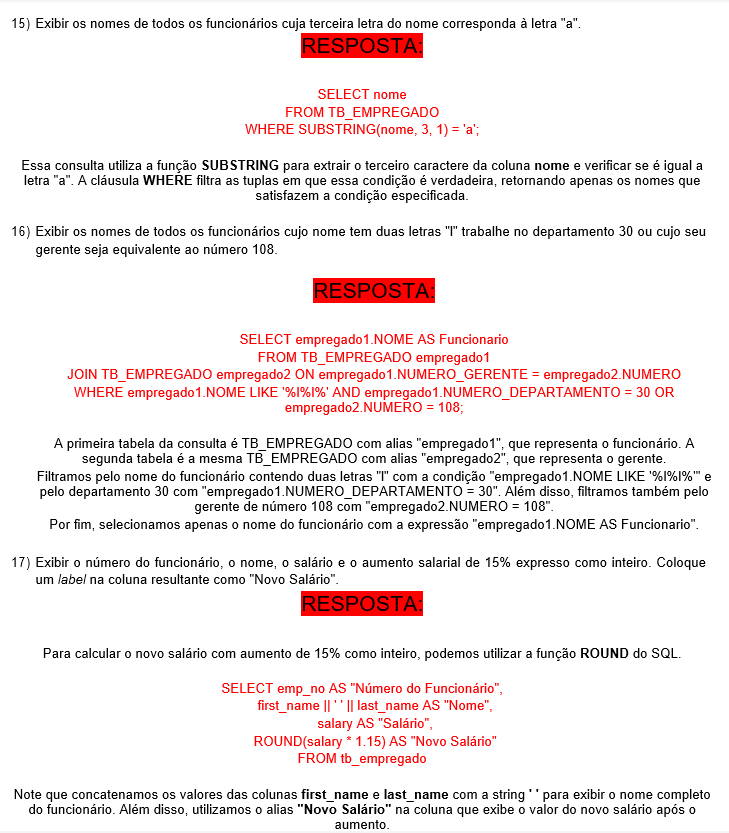 15) Exibir os nomes de todos os funcionários cuja terceira letra do nome corresponda à letra "a".
RESPOSTA:
SELECT nome
FROM TB_EMPREGADO
WHERE SUBSTRING(nome, 3, 1) = 'a';
Essa consulta utiliza a função SUBSTRING para extrair o terceiro caractere da coluna nome e verificar se é igual a
letra "a". A cláusula WHERE filtra as tuplas em que essa condição é verdadeira, retornando apenas os nomes que
satisfazem a condição especificada.
16) Exibir os nomes de todos os funcionários cujo nome tem duas letras "l" trabalhe no departamento 30 ou cujo seu
gerente seja equivalente ao número 108.
RESPOSTA:
SELECT empregado1.NOME AS Funcionario
FROM TB_EMPREGADO empregado1
JOIN TB_EMPREGADO empregado2 ON empregado1.NUMERO_GERENTE = empregado2.NUMERO
WHERE empregado1.NOME LIKE '%l%l%' AND empregado1.NUMERO_DEPARTAMENTO = 30 OR
empregado2.NUMERO = 108;
A primeira tabela da consulta é TB_EMPREGADO com alias "empregado1", que representa o funcionário. A
segunda tabela é a mesma TB_EMPREGADO com alias "empregado2", que representa o gerente.
Filtramos pelo nome do funcionário contendo duas letras "l" com a condição "empregado1.NOME LIKE '%l%l%'" e
pelo departamento 30 com "empregado1.NUMERO_DEPARTAMENTO = 30". Além disso, filtramos também pelo
gerente de número 108 com "empregado2.NUMERO = 108".
Por fim, selecionamos apenas o nome do funcionário com a expressão "empregado1.NOME AS Funcionario".
17) Exibir o número do funcionário, o nome, o salário e o aumento salarial de 15% expresso como inteiro. Coloque
um label na coluna resultante como "Novo Salário".
RESPOSTA:
Para calcular o novo salário com aumento de 15% como inteiro, podemos utilizar a função ROUND do SQL.
SELECT emp_no AS "Número do Funcionário",
first_name || ' ' || last_name AS "Nome",
salary AS "Salário",
ROUND(salary * 1.15) AS "Novo Salário"
FROM tb_empregado
Note que concatenamos os valores das colunas first_name e last_name com a string ' ' para exibir o nome completo
do funcionário. Além disso, utilizamos o alias "Novo Salário" na coluna que exibe o valor do novo salário após o
aumento.